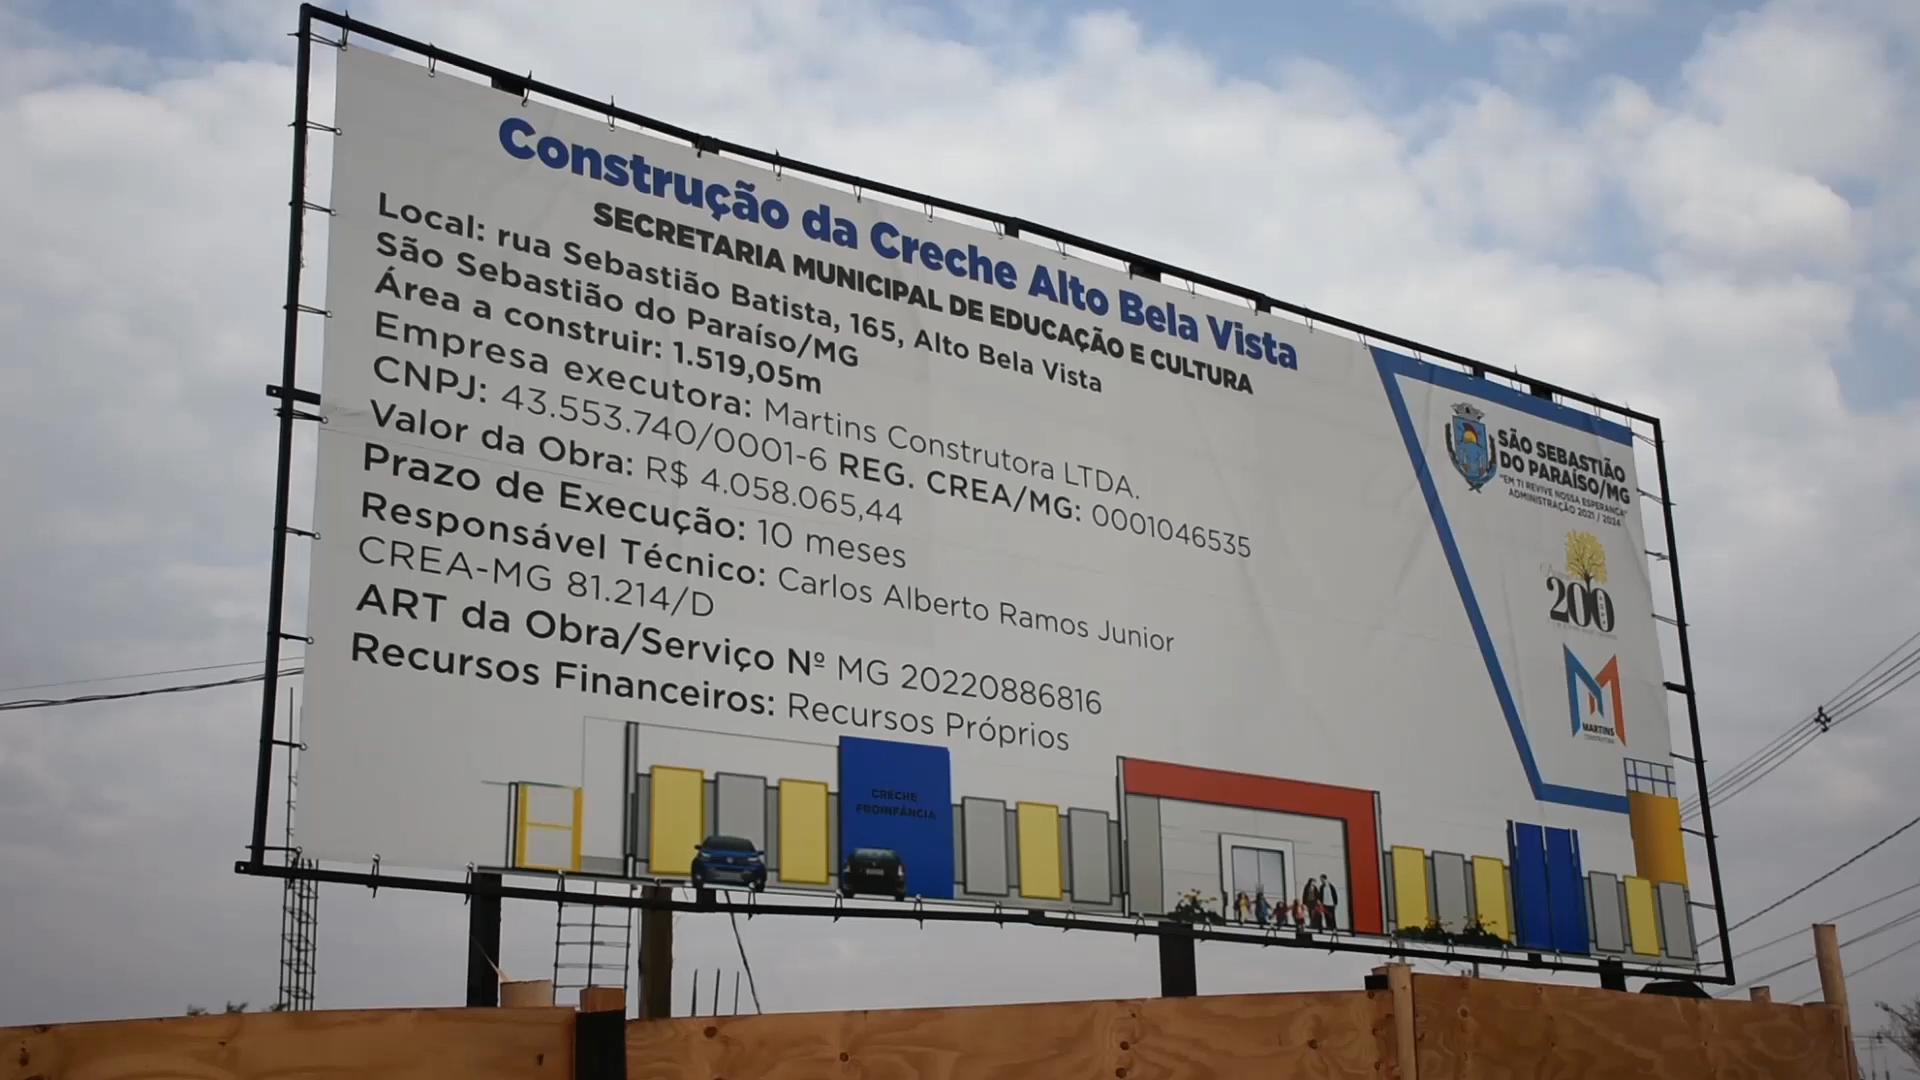 Construção da Creche Alto Bela Vista
SECRETARIA MUNICIPAL DE EDUCAÇÃO E CULTURA
Local: rua Sebastião Batista, 165, Alto Bela Vista
São Sebastião do Paraíso/MG
Área a construir: 1.519,05m
Empresa executora: Martins Construtora LTDA.
CNPJ: 43.553.740/0001-6 REG. CREA/MG: 0001046535
Valor da Obra: R$ 4.058.065,44
Prazo de Execução: 10 meses
Responsável Técnico: Carlos Alberto Ramos Junior
CREA-MG 81.214/D
ART da Obra/Serviço Nº MG 20220886816
Recursos Financeiros: Recursos Próprios
SÃO SEBASTIÃO
DO PARAÍSO/MG
"EM TI REVIVE NOSSA ESPERANÇA"
ADMINISTRAÇÃO 2021 / 2024
200
MARTINS
CONSTRUTORA
CRECHE
PROINFÂNCIA